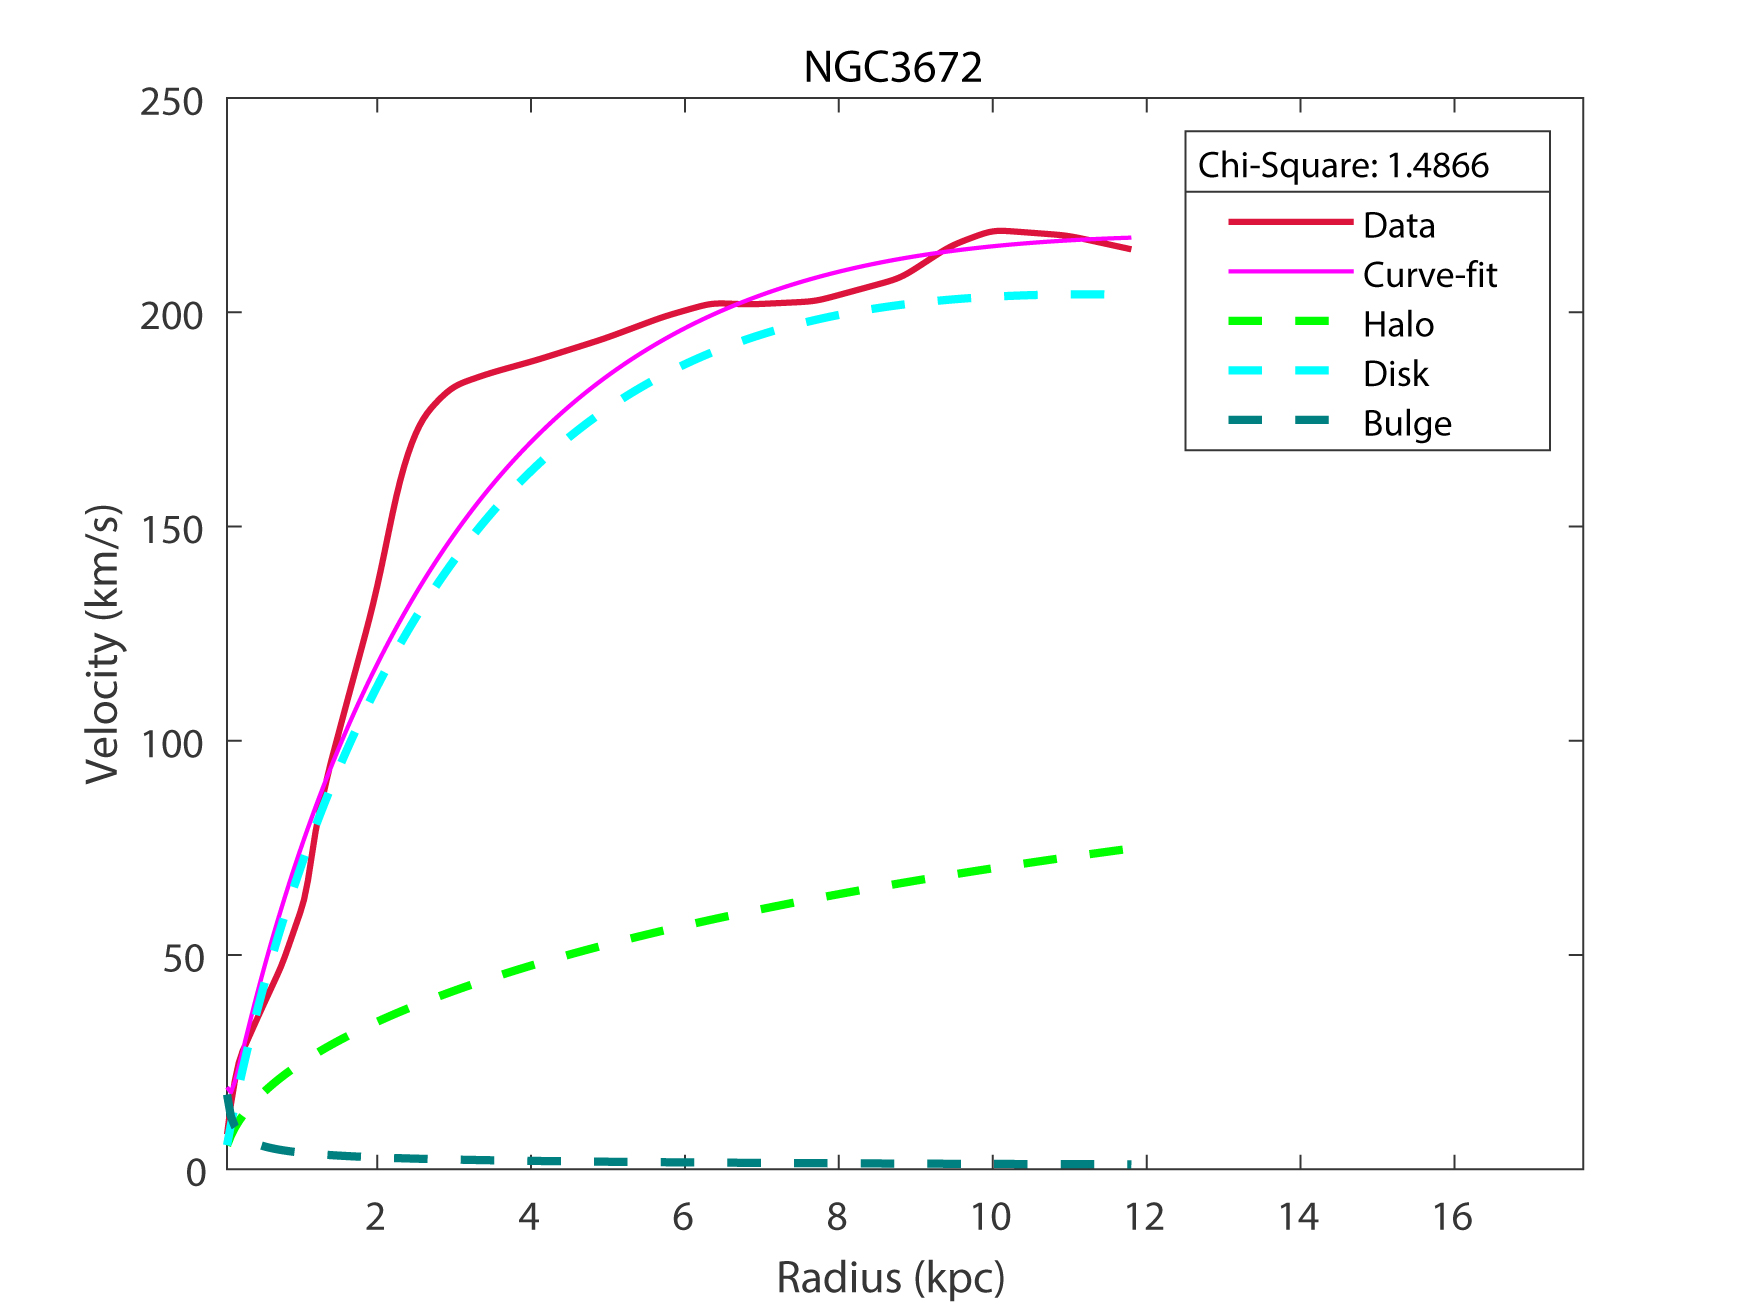 NGC3672
250
200
150
100
50
0
Velocity (km/s)
Chi-Square: 1.4866
Data
Curve-fit
Halo
Disk
Bulge
2 4 6 8 10 12 14 16
Radius (kpc)